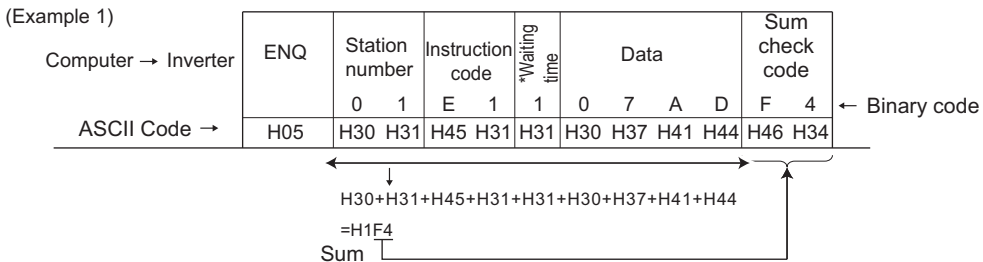 (Example 1)
Computer → Inverter
ENQ
Station number
Instruction code
*Waiting time
Data
Sum check code
0 1 E 1 1 0 7 A D F 4
← Binary code
ASCII Code →
H05 H30 H31 H45 H31 H31 H30 H37 H41 H44 H46 H34
H30+H31+H45+H31+H31+H30+H37+H41+H44
=H1F4
Sum